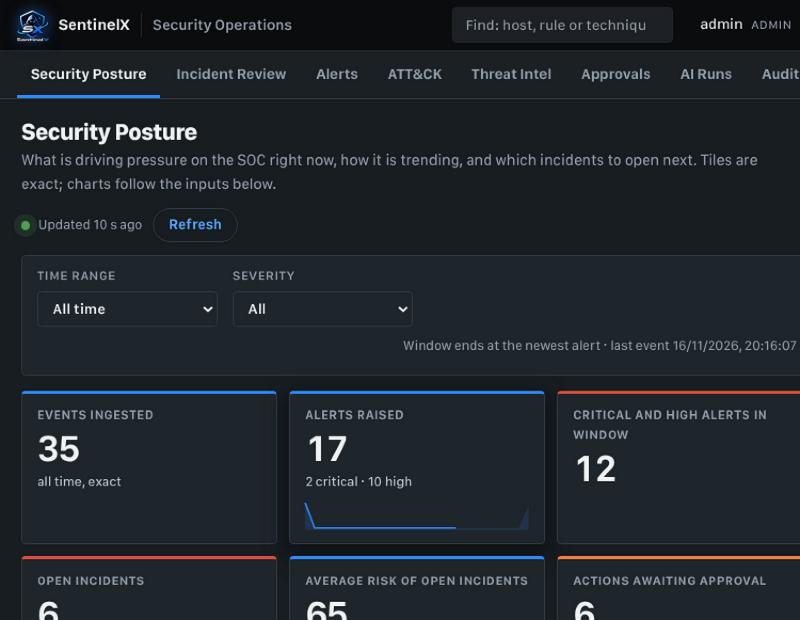 SentinelX
SentinelX Security Operations Find: host, rule or techniqu admin ADMIN
Security Posture Incident Review Alerts ATT&CK Threat Intel Approvals AI Runs Audit
Security Posture
What is driving pressure on the SOC right now, how it is trending, and which incidents to open next. Tiles are
exact; charts follow the inputs below.
Updated 10 s ago Refresh
TIME RANGE SEVERITY
All time All
Window ends at the newest alert · last event 16/11/2026, 20:16:07
EVENTS INGESTED
35
all time, exact
ALERTS RAISED
17
2 critical · 10 high
CRITICAL AND HIGH ALERTS IN
WINDOW
12
OPEN INCIDENTS
6
AVERAGE RISK OF OPEN INCIDENTS
65
ACTIONS AWAITING APPROVAL
6